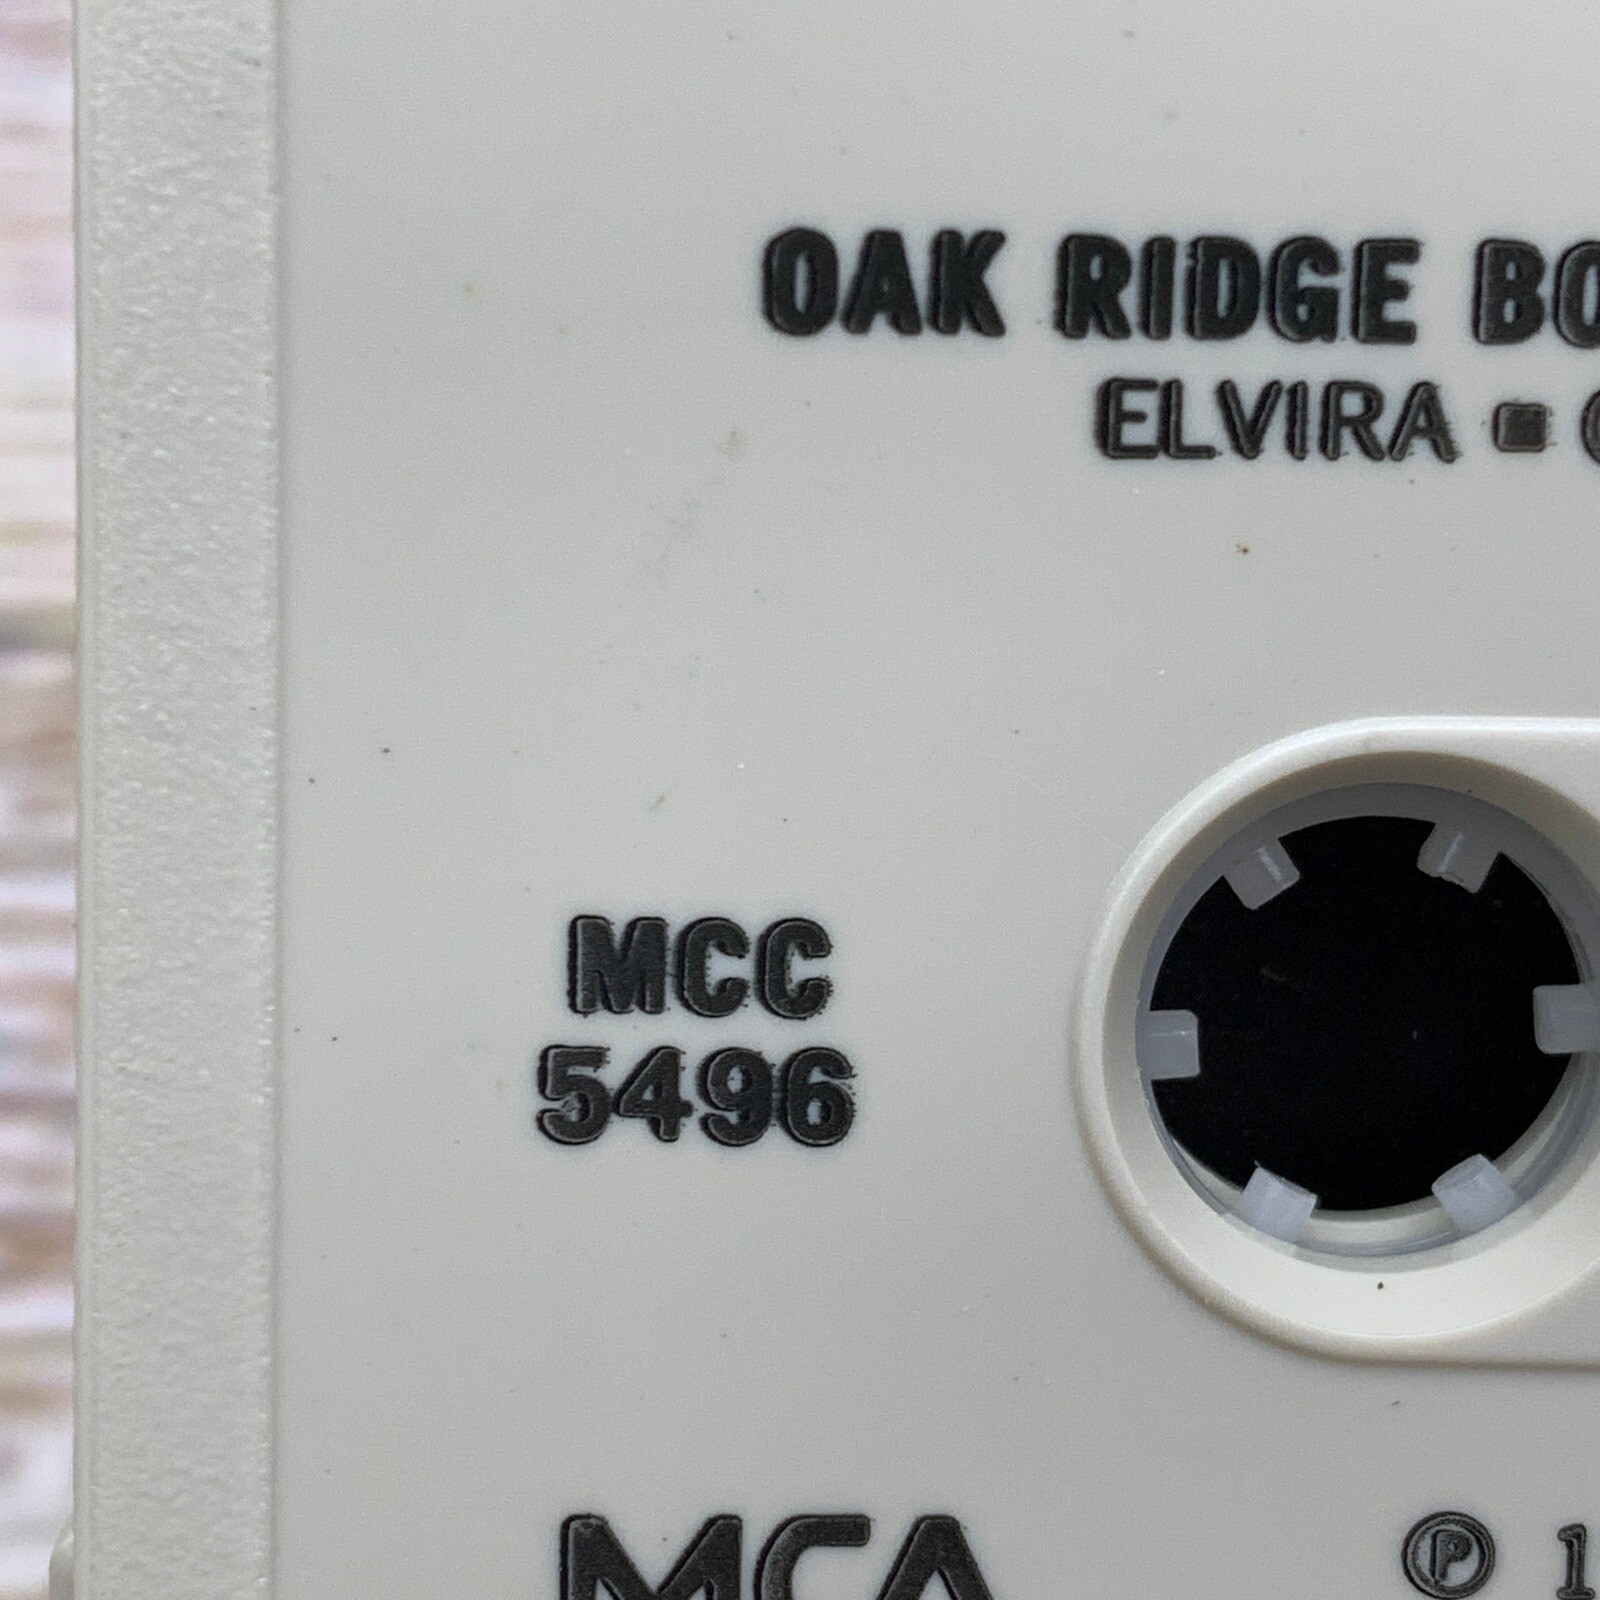 OAK RIDGE BO
ELVIRA ▪
MCC
5496
MCA
℗ 1